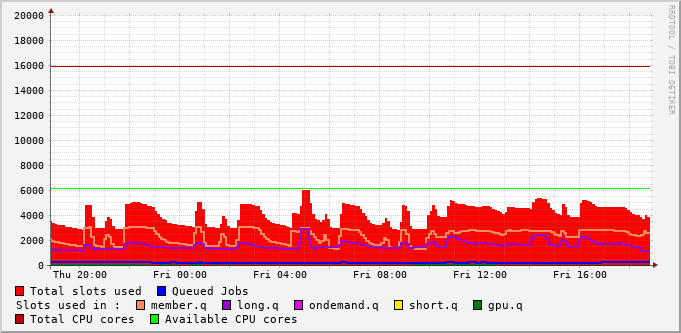 20000
18000
16000
14000
12000
10000
8000
6000
4000
2000
0
Thu 20:00 Fri 00:00 Fri 04:00 Fri 08:00 Fri 12:00 Fri 16:00
RRDTOOL / TOBI OETIKER
Total slots used Queued Jobs
Slots used in : member.q long.q ondemand.q short.q gpu.q
Total CPU cores Available CPU cores